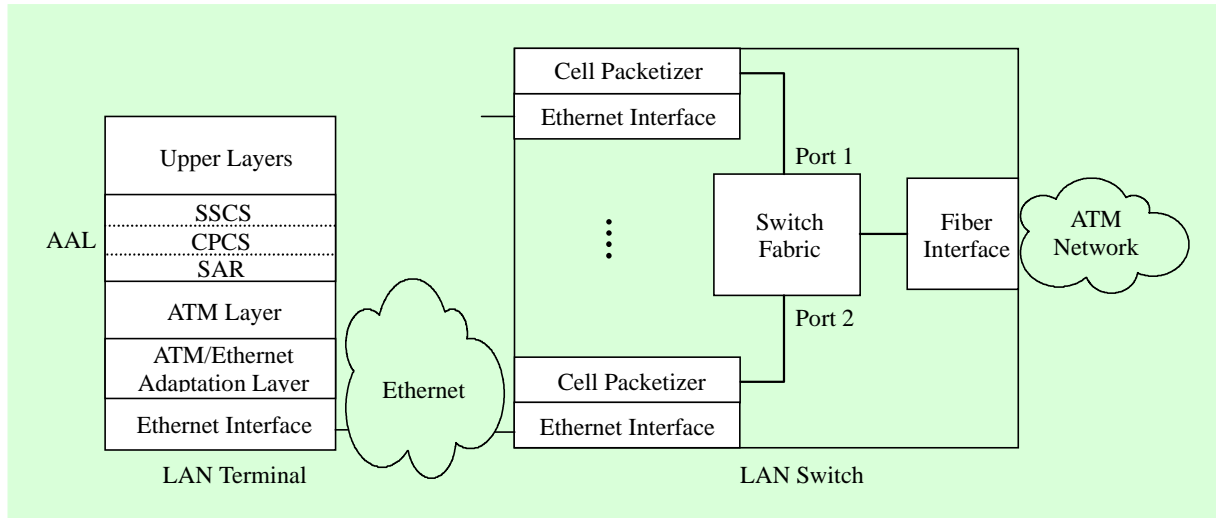 Cell Packetizer
Ethernet Interface
Upper Layers
SSCS
AAL
CPCS
SAR
ATM Layer
ATM/Ethernet
Adaptation Layer
Ethernet Interface
LAN Terminal
Ethernet
Port 1
Switch
Fabric
Port 2
Fiber
Interface
ATM
Network
Cell Packetizer
Ethernet Interface
LAN Switch